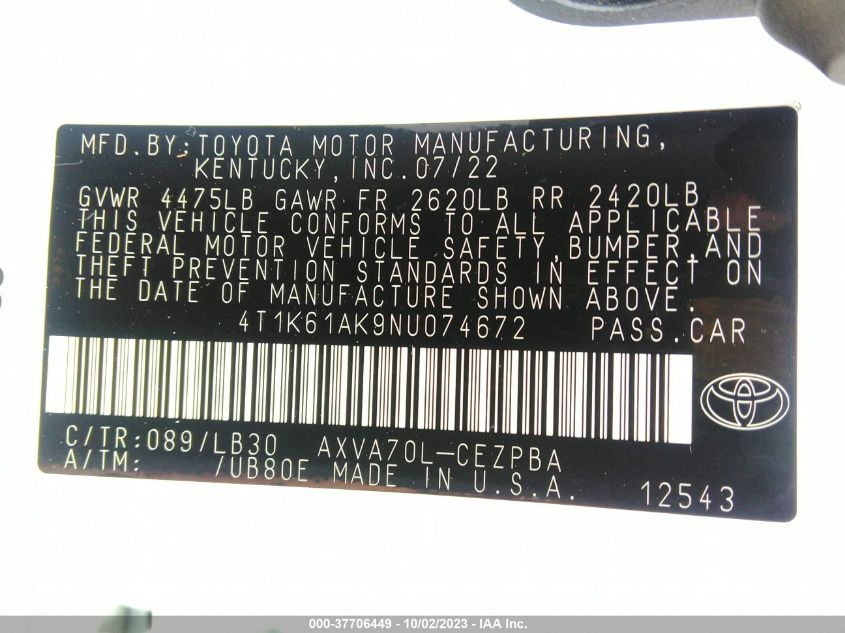 MFD.BY:TOYOTA MOTOR MANUFACTURING,
KENTUCKY,INC.07/22
GVWR 4475LB GAWR FR 2620LB RR 2420LB
THIS VEHICLE CONFORMS TO ALL APPLICABLE
FEDERAL MOTOR VEHICLE SAFETY,BUMPER,AND
THEFT PREVENTION STANDARDS IN EFFECT ON
THE DATE OF MANUFACTURE SHOWN ABOVE.
4T1K61AK9NU074672 PASS.CAR
C/TR:089/LB30 AXVA70L-CEZPBA
A/TM: /UB80E MADE IN U.S.A.
12543
000-37706449 - 10/02/2023 - IAA Inc.